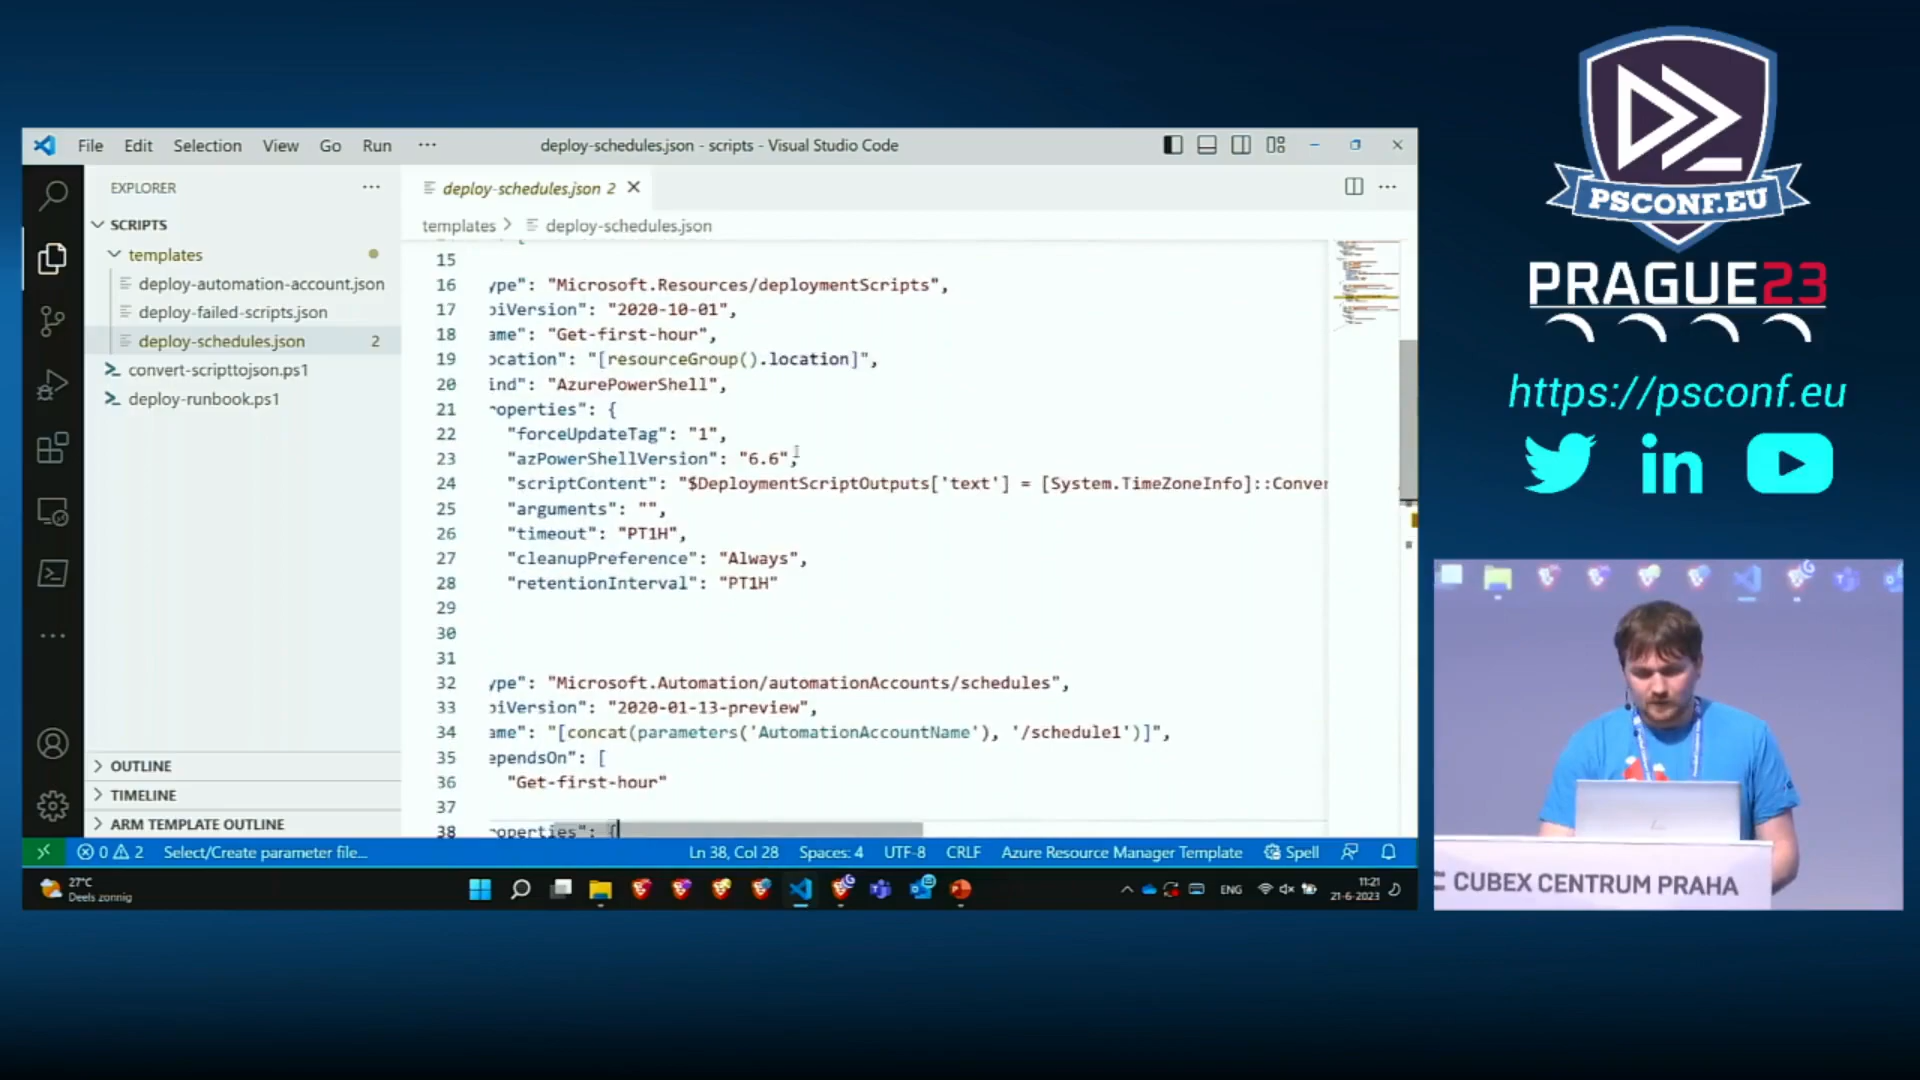 File Edit Selection View Go Run ···
deploy-schedules.json - scripts - Visual Studio Code
EXPLORER ···
SCRIPTS
templates
deploy-automation-account.json
deploy-failed-scripts.json
deploy-schedules.json 2
convert-scripttojson.ps1
deploy-runbook.ps1
OUTLINE
TIMELINE
ARM TEMPLATE OUTLINE
deploy-schedules.json 2
templates > deploy-schedules.json
15
16 ype": "Microsoft.Resources/deploymentScripts",
17 piVersion": "2020-10-01",
18 ame": "Get-first-hour",
19 ocation": "[resourceGroup().location]",
20 ind": "AzurePowerShell",
21 roperties": {
22 "forceUpdateTag": "1",
23 "azPowerShellVersion": "6.6",
24 "scriptContent": "$DeploymentScriptOutputs['text'] = [System.TimeZoneInfo]::Conver
25 "arguments": "",
26 "timeout": "PT1H",
27 "cleanupPreference": "Always",
28 "retentionInterval": "PT1H"
29
30
31
32 ype": "Microsoft.Automation/automationAccounts/schedules",
33 piVersion": "2020-01-13-preview",
34 ame": "[concat(parameters('AutomationAccountName'), '/schedule1')]",
35 ependsOn": [
36 "Get-first-hour"
37
38 roperties": {
0 2 Select/Create parameter file... Ln 38, Col 28 Spaces: 4 UTF-8 CRLF Azure Resource Manager Template Spell
27°C
Deels zonnig
ENG
11:21
21-6-2023
PSCONF.EU
PRAGUE23
https://psconf.eu
in
CUBEX CENTRUM PRAHA